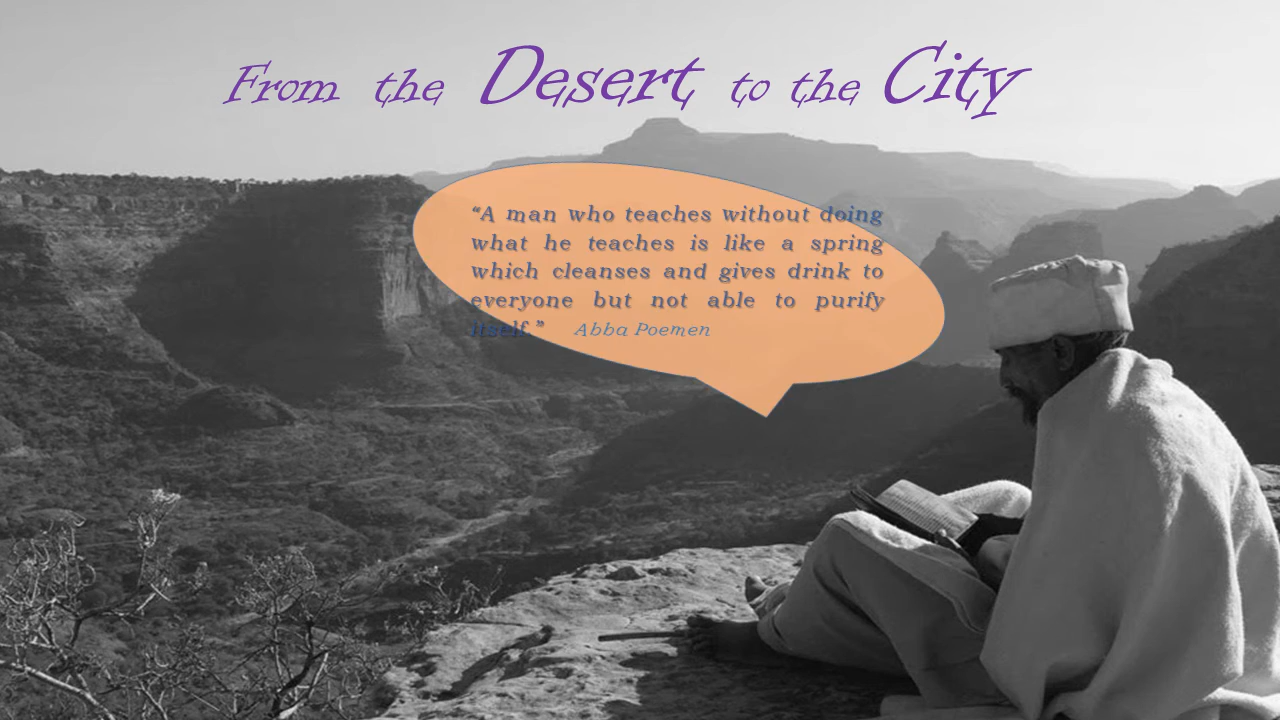 From the Desert to the City
“A man who teaches without doing
what he teaches is like a spring
which cleanses and gives drink to
everyone but not able to purify
itself.” Abba Poemen